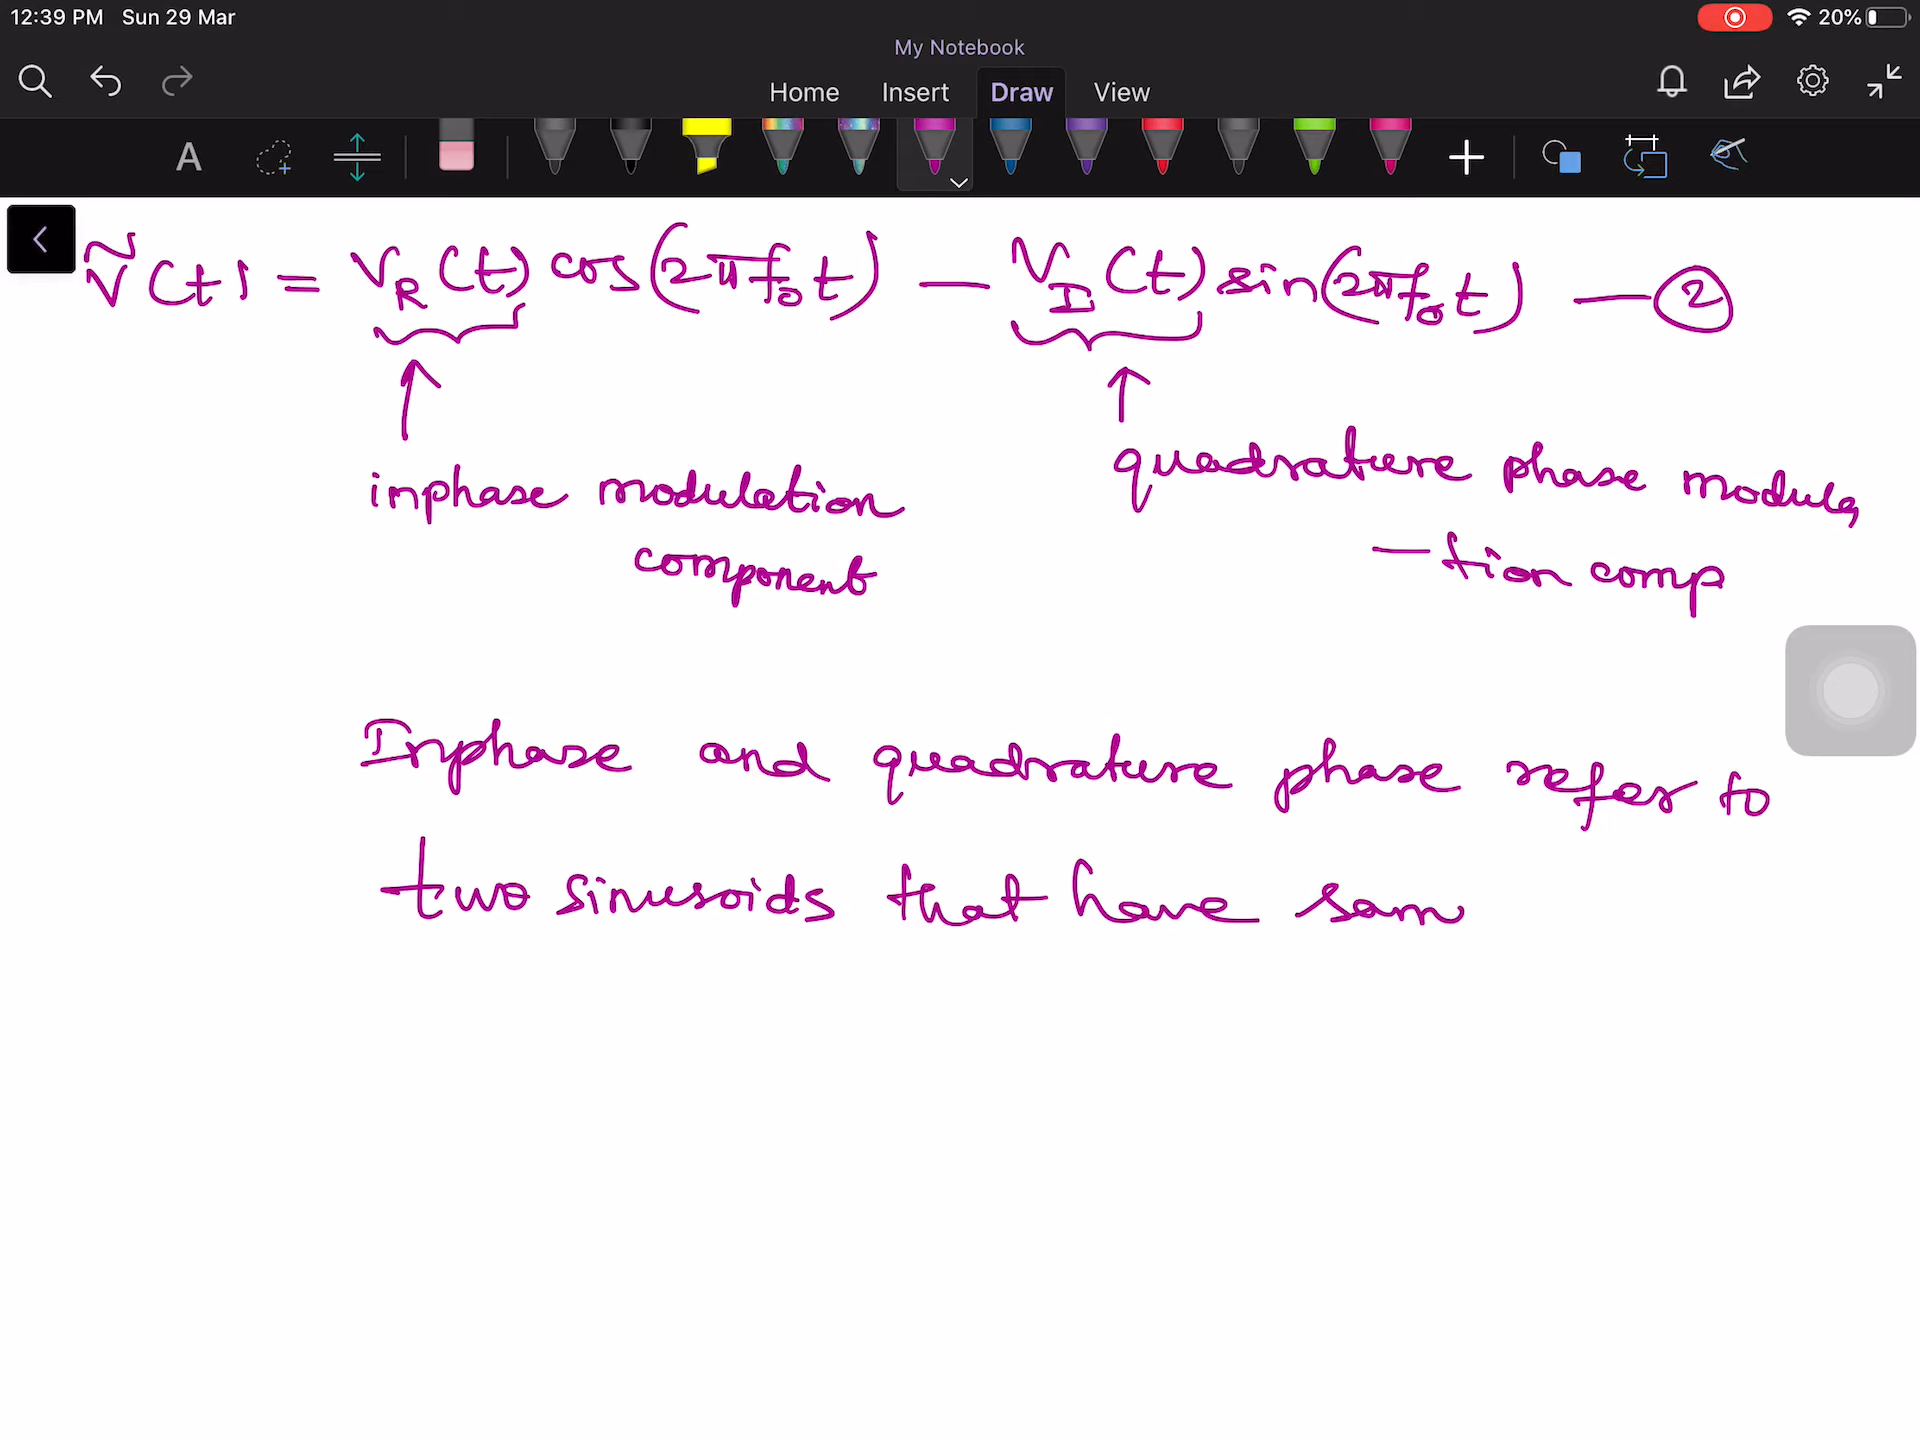 12:39 PM Sun 29 Mar
20%
My Notebook
Home Insert Draw View
A
Ṽ(t) = V_R(t) cos(2πf₀t) — V_I(t) sin(2πf₀t) — ②
inphase modulation
component
quadrature phase modula
—tion comp
Inphase and quadrature phase refer to
two sinusoids that have sam